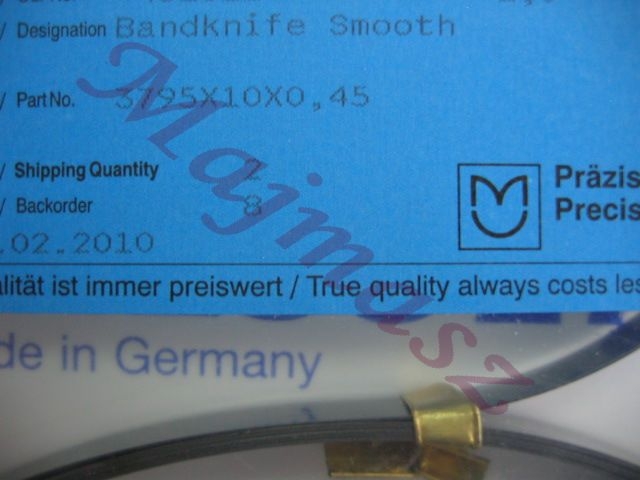 / Designation Bandknife Smooth
/ Part No. 3795X10X0,45
/ Shipping Quantity 2
/ Backorder 8
.02.2010
Präzis
Precis
alität ist immer preiswert / True quality always costs les
de in Germany
Majmusz